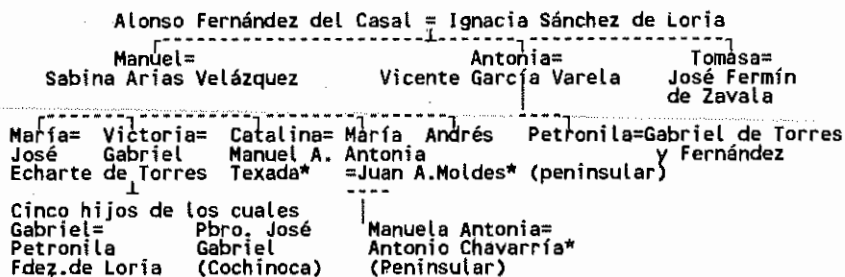 Alonso Fernández del Casal = Ignacia Sánchez de Loria
Manuel= Antonia= Tomasa=
Sabina Arias Velázquez Vicente García Varela José Fermín
de Zavala
María= Victoria= Catalina= María Andrés Petronila=Gabriel de Torres
José Gabriel Manuel A. Antonia y Fernández
Echarte de Torres Texada* =Juan A.Moldes* (peninsular)
Cinco hijos de los cuales
Gabriel= Pbro. José Manuela Antonia=
Petronila Gabriel Antonio Chavarría*
Fdez.de Loría (Cochinoca) (Peninsular)